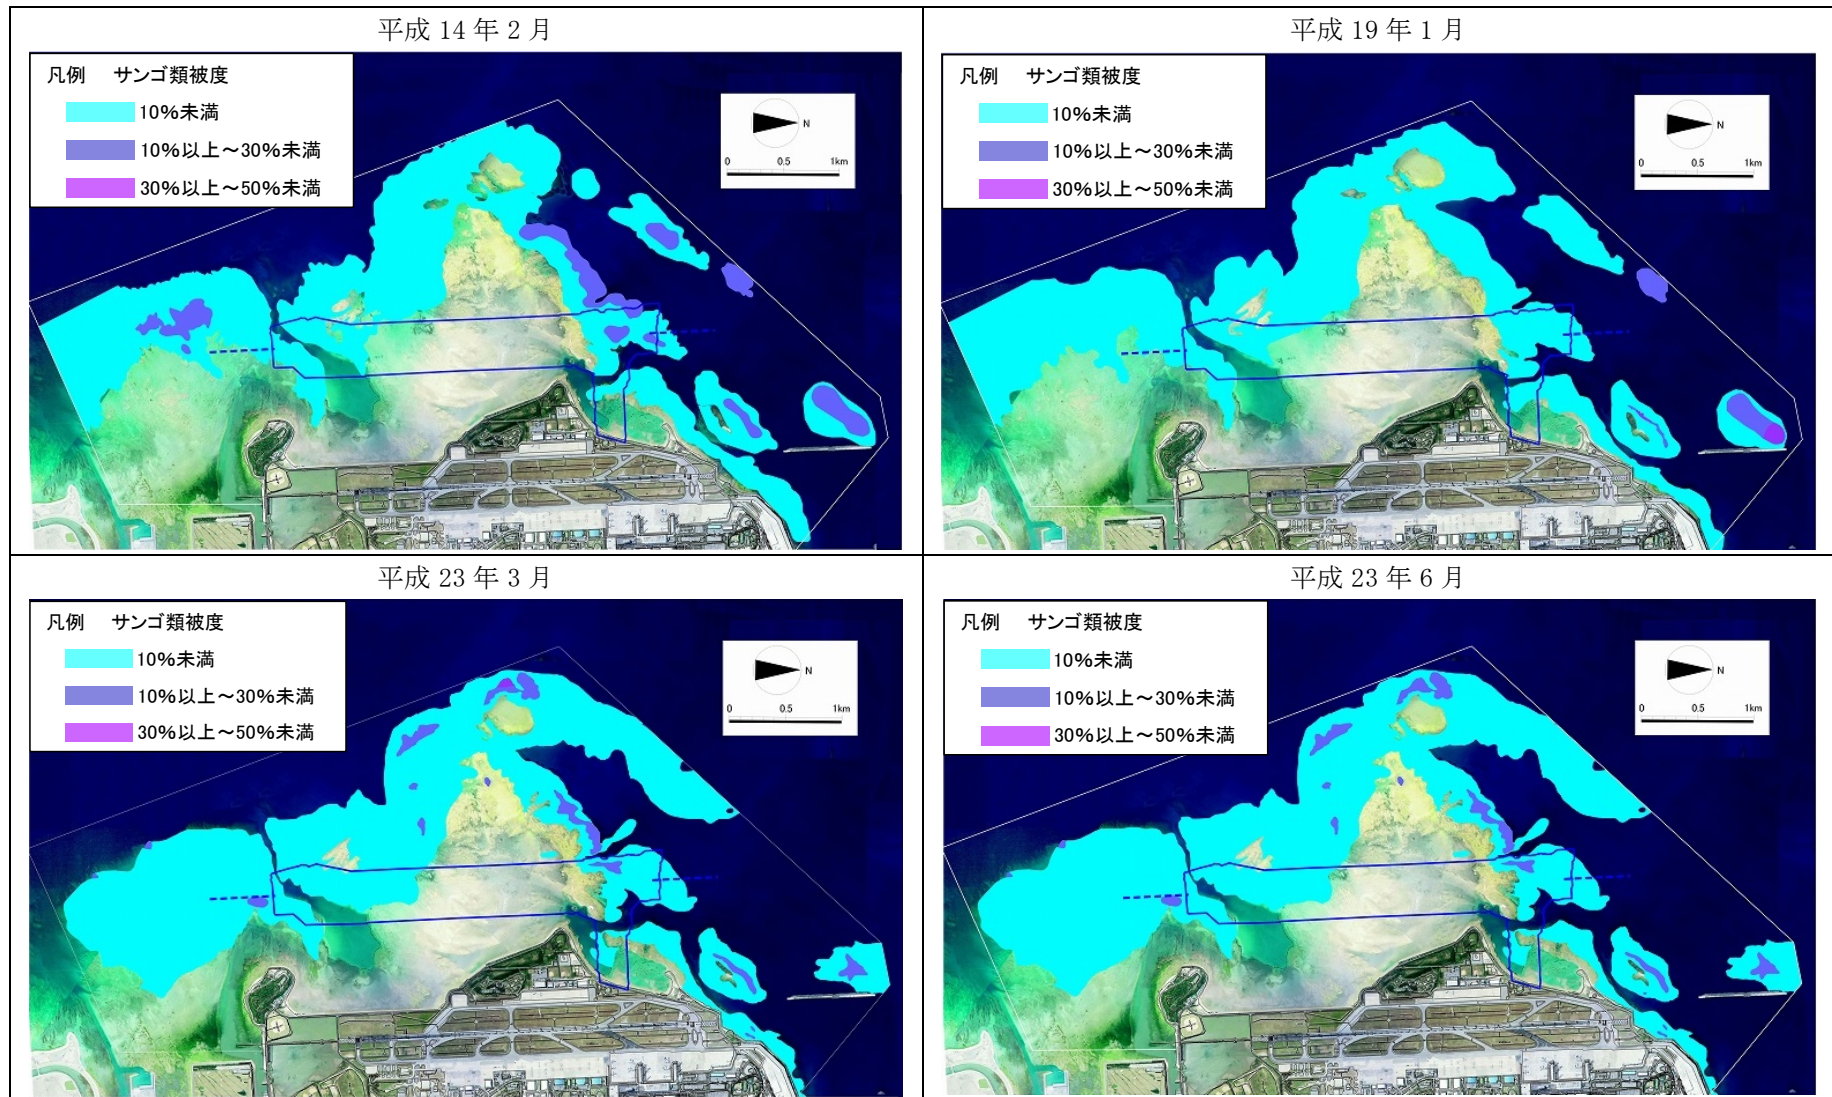 平成 14 年 2 月
凡例 サンゴ類被度
10%未満
10%以上～30%未満
30%以上～50%未満
N
0 0.5 1km
平成 19 年 1 月
凡例 サンゴ類被度
10%未満
10%以上～30%未満
30%以上～50%未満
N
0 0.5 1km
平成 23 年 3 月
凡例 サンゴ類被度
10%未満
10%以上～30%未満
30%以上～50%未満
N
0 0.5 1km
平成 23 年 6 月
凡例 サンゴ類被度
10%未満
10%以上～30%未満
30%以上～50%未満
N
0 0.5 1km